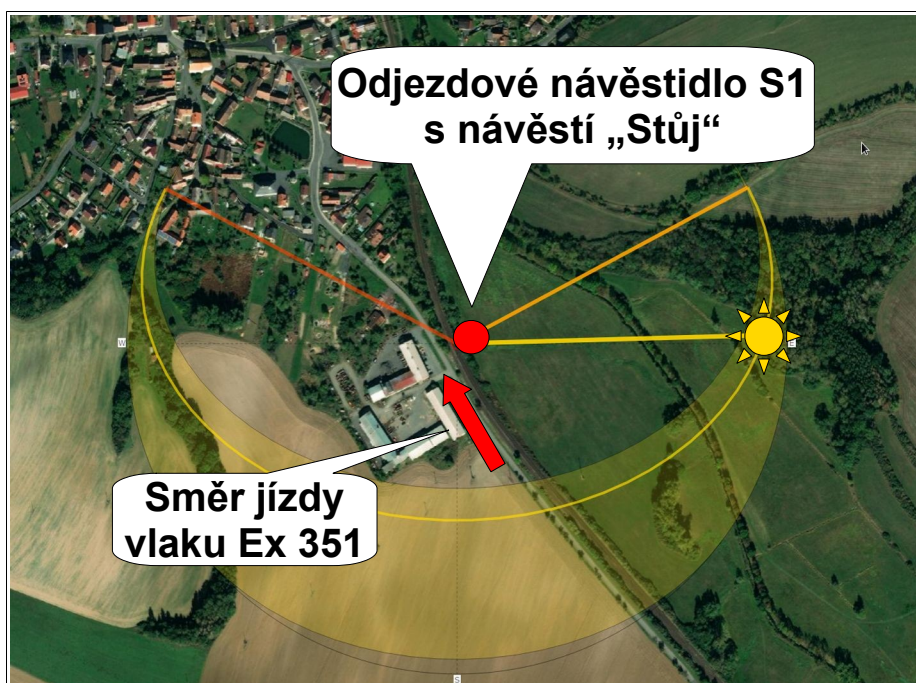 Odjezdové návěstidlo S1
s návěstí „Stůj“
W
E
Směr jízdy
vlaku Ex 351
S